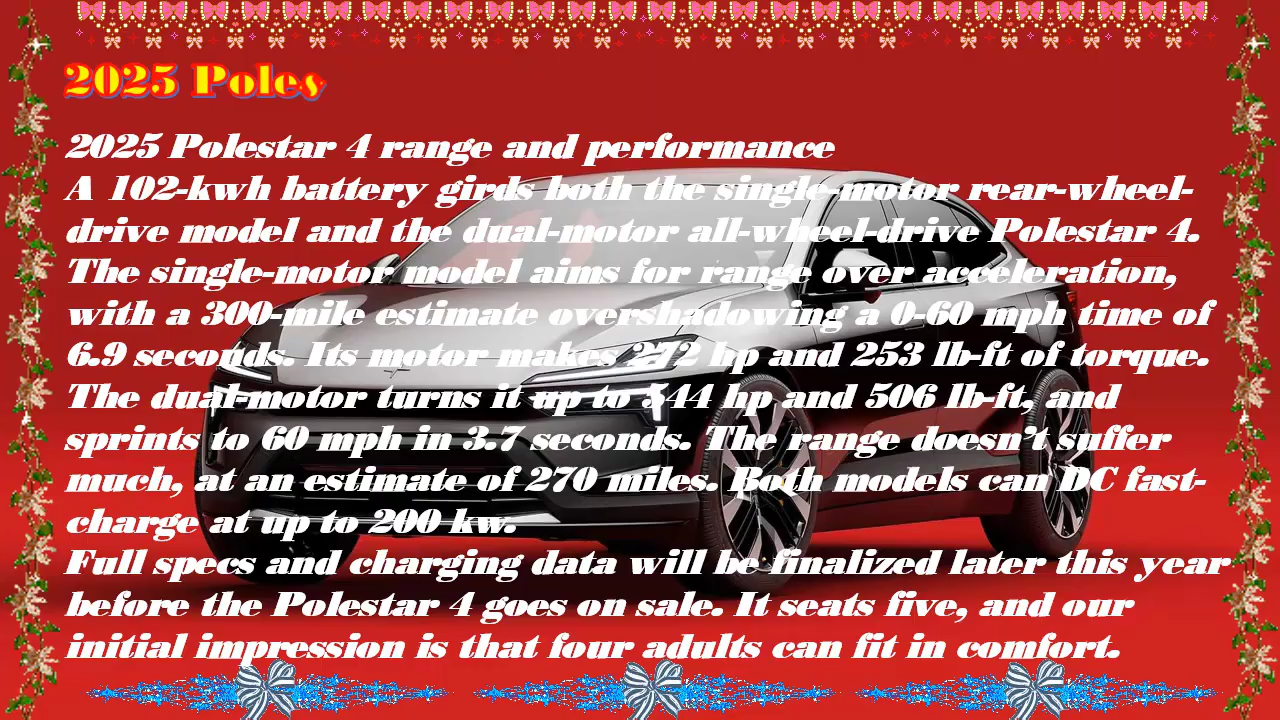 2025 Poles
2025 Polestar 4 range and performance
A 102-kwh battery girds both the single-motor rear-wheel-
drive model and the dual-motor all-wheel-drive Polestar 4.
The single-motor model aims for range over acceleration,
with a 300-mile estimate overshadowing a 0-60 mph time of
6.9 seconds. Its motor makes 272 hp and 253 lb-ft of torque.
The dual-motor turns it up to 544 hp and 506 lb-ft, and
sprints to 60 mph in 3.7 seconds. The range doesn't suffer
much, at an estimate of 270 miles. Both models can DC fast-
charge at up to 200 kw.
Full specs and charging data will be finalized later this year
before the Polestar 4 goes on sale. It seats five, and our
initial impression is that four adults can fit in comfort.